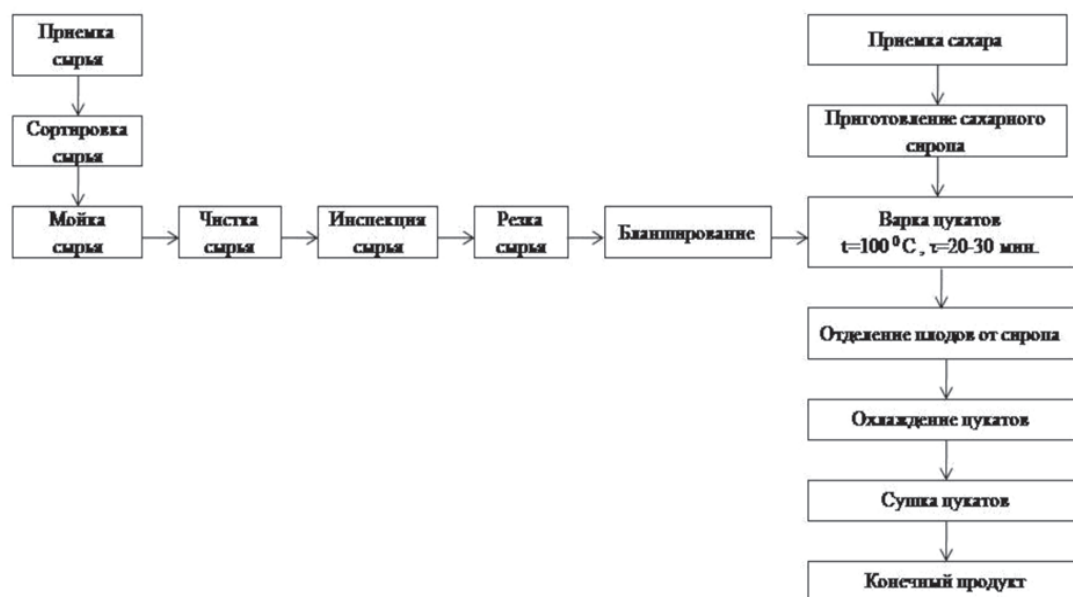 Приемка
сырья
Сортировка
сырья
Мойка
сырья
Чистка
сырья
Инспекция
сырья
Резка
сырья
Бланширование
Приемка сахара
Приготовление сахарного
сиропа
Варка цукатов
t=100 ⁰C , τ=20-30 мин.
Отделение плодов от сиропа
Охлаждение цукатов
Сушка цукатов
Конечный продукт